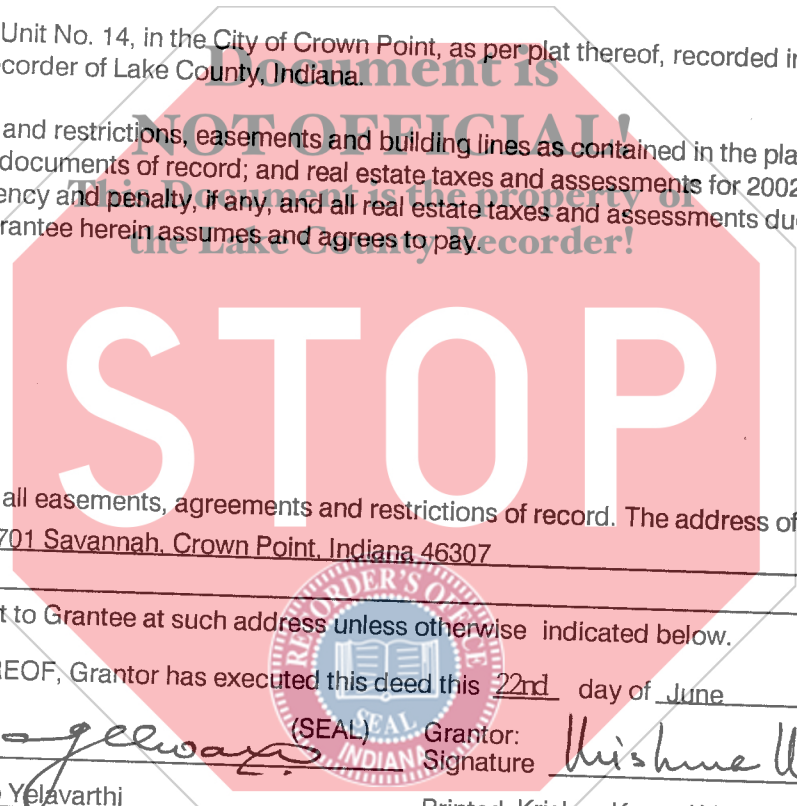 Unit No. 14, in the City of Crown Point, as per plat thereof, recorded in
ecorder of Lake County, Indiana.
Document is
NOT OFFICIAL!
and restrictions, easements and building lines as contained in the pla
documents of record; and real estate taxes and assessments for 2002
This Document is the property of
ency and penalty, if any, and all real estate taxes and assessments du
the Lake County Recorder!
rantee herein assumes and agrees to pay.
STOP
all easements, agreements and restrictions of record. The address of
701 Savannah, Crown Point, Indiana 46307
t to Grantee at such address unless otherwise indicated below.
RECORDER'S OFFICE
SEAL
INDIANA
EOF, Grantor has executed this deed this 22nd day of June
(SEAL) Grantor:
Signature Krishna
Yelavarthi
Printed